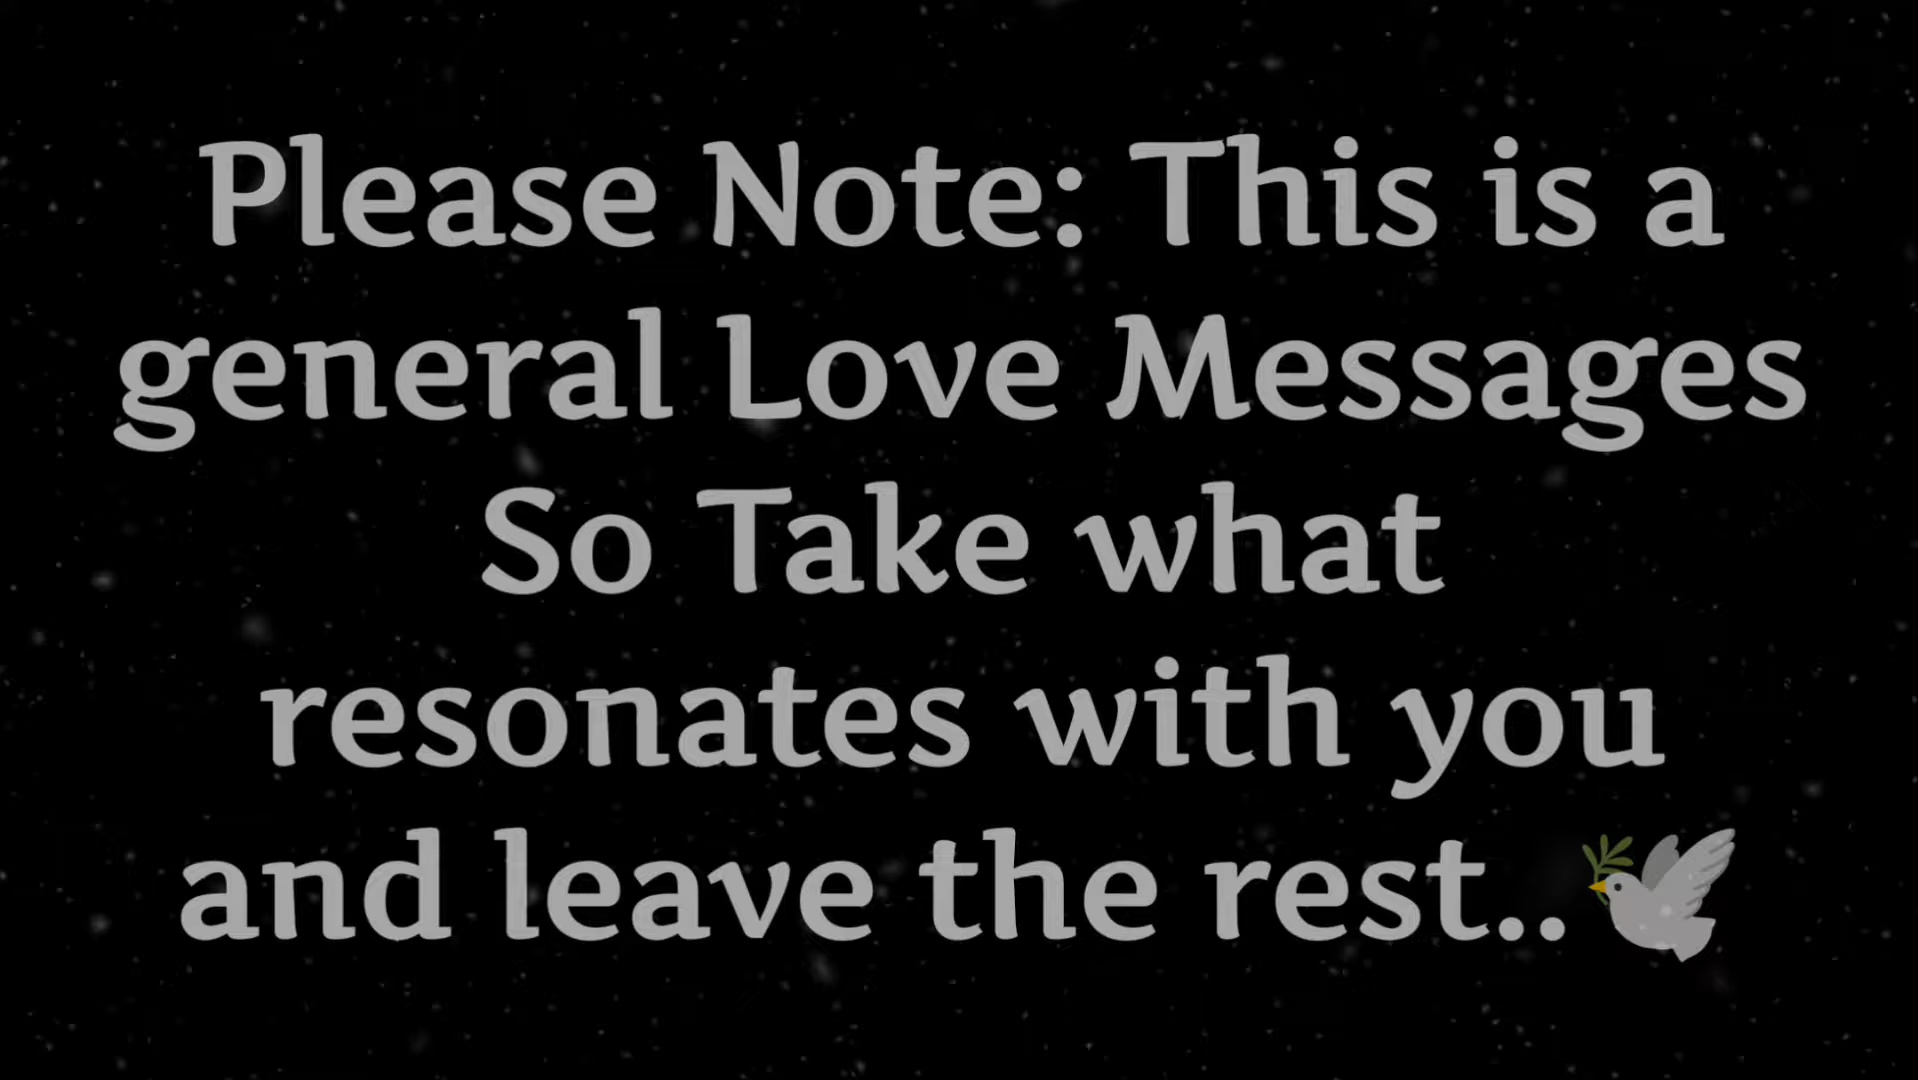 Please Note: This is a
general Love Messages
So Take what
resonates with you
and leave the rest..🕊️